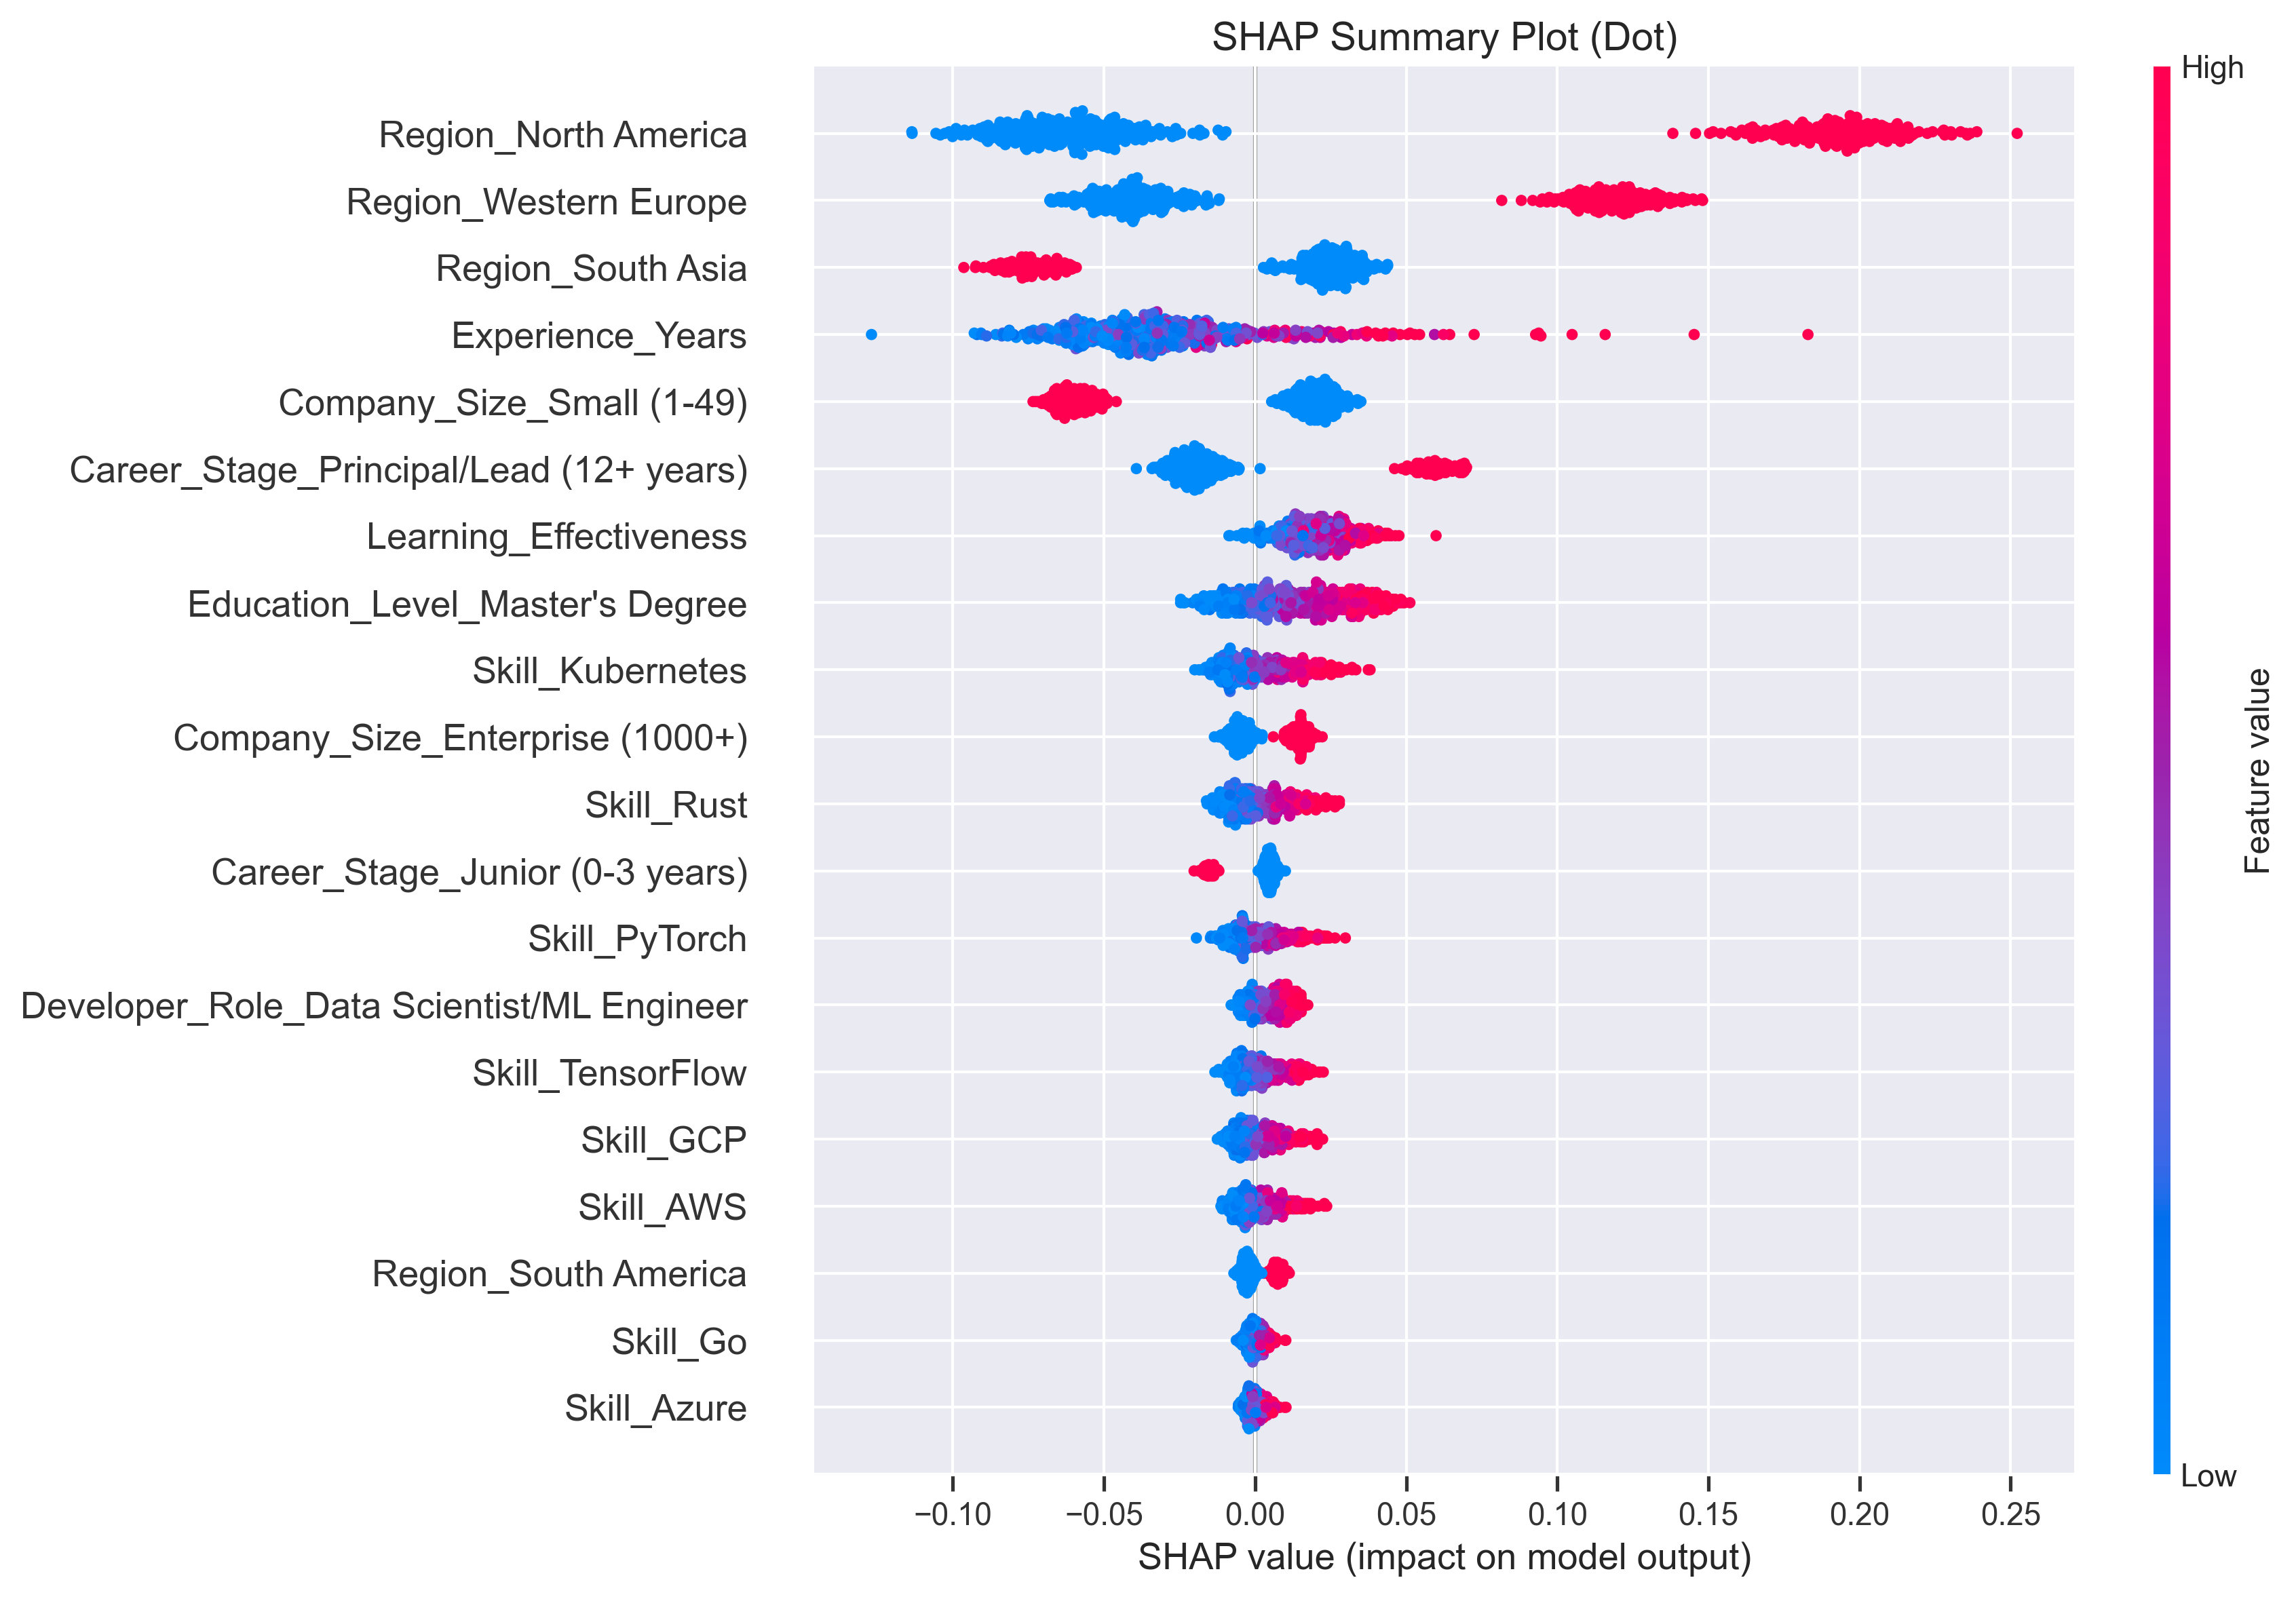 SHAP Summary Plot (Dot)
High
Region_North America
Region_Western Europe
Region_South Asia
Experience_Years
Company_Size_Small (1-49)
Career_Stage_Principal/Lead (12+ years)
Learning_Effectiveness
Education_Level_Master's Degree
Skill_Kubernetes
Company_Size_Enterprise (1000+)
Skill_Rust
Career_Stage_Junior (0-3 years)
Skill_PyTorch
Developer_Role_Data Scientist/ML Engineer
Skill_TensorFlow
Skill_GCP
Skill_AWS
Region_South America
Skill_Go
Skill_Azure
Feature value
Low
−0.10 −0.05 0.00 0.05 0.10 0.15 0.20 0.25
SHAP value (impact on model output)